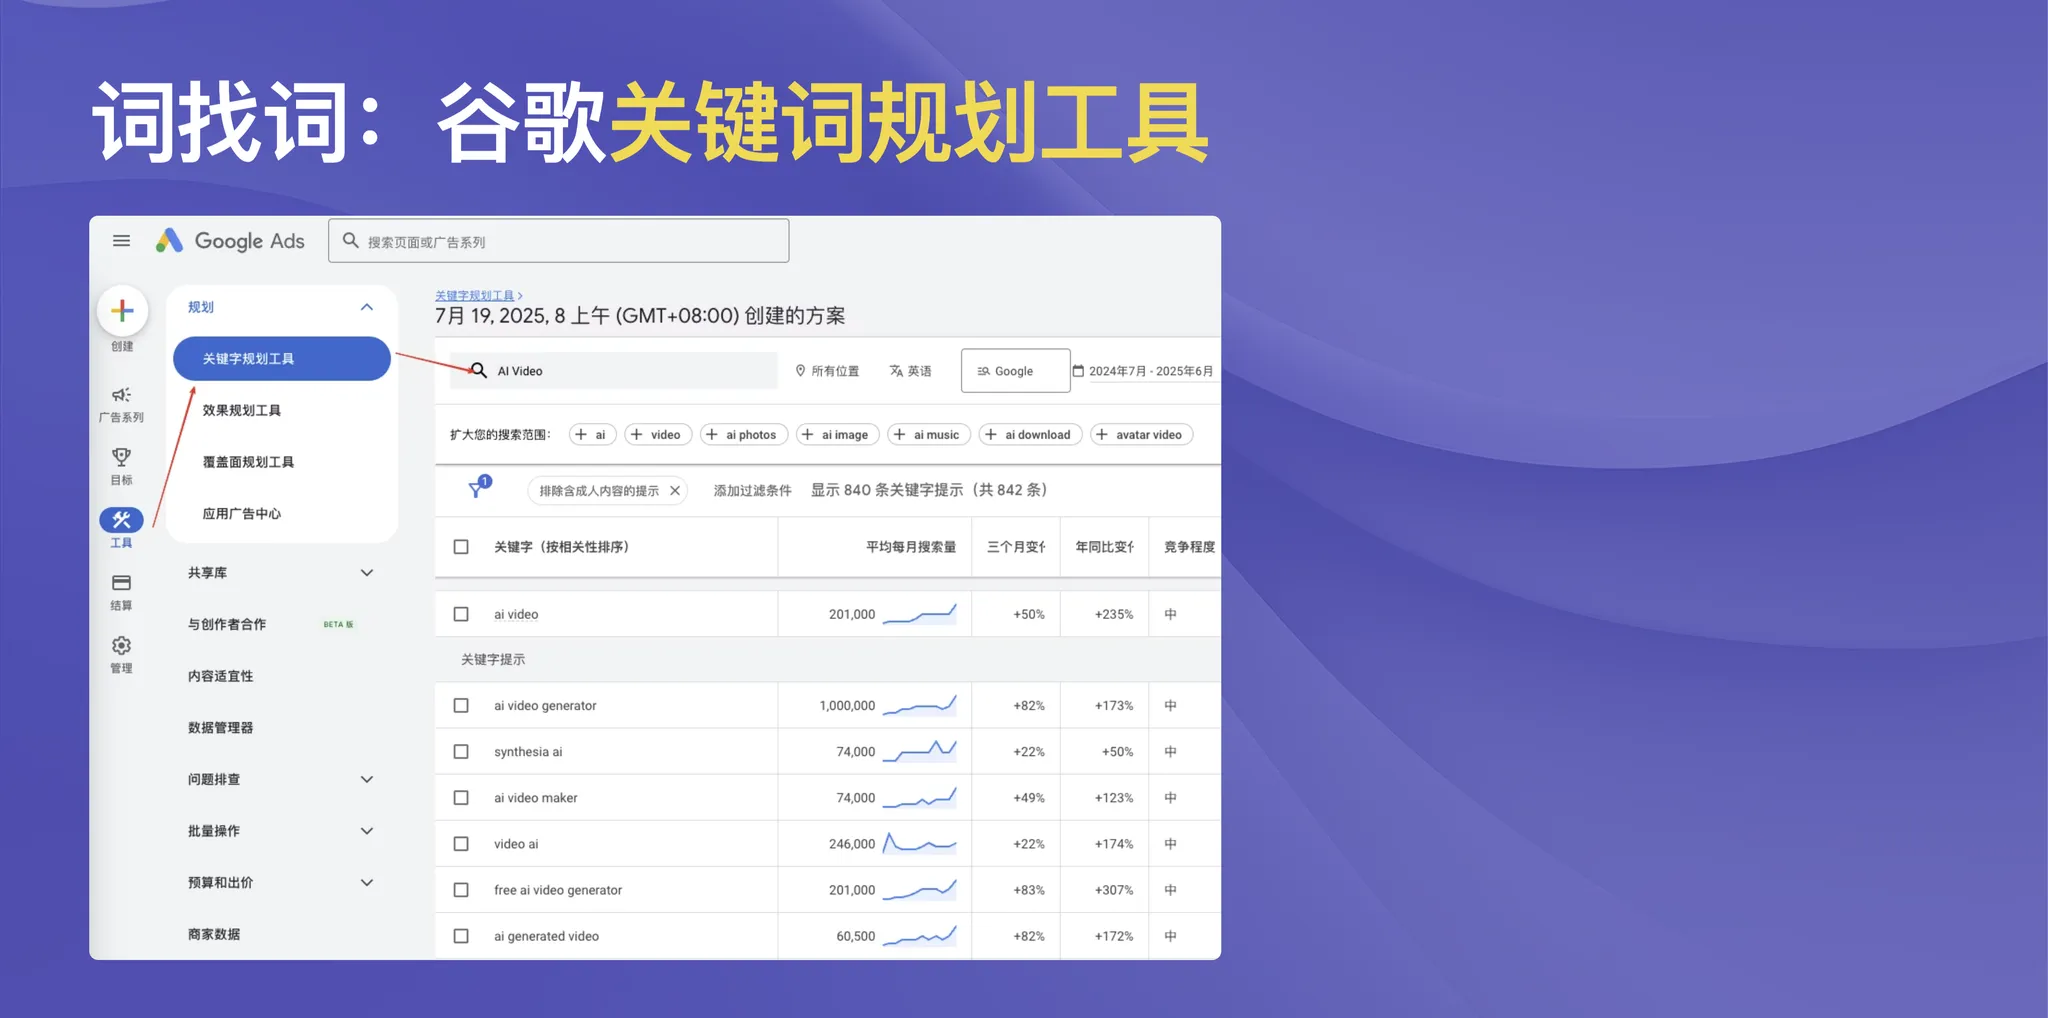 词找词：谷歌关键词规划工具
Google Ads
搜索页面或广告系列
创建
广告系列
目标
工具
结算
管理
规划
关键字规划工具
效果规划工具
覆盖面规划工具
应用广告中心
共享库
与创作者合作 BETA 版
内容适宜性
数据管理器
问题排查
批量操作
预算和出价
商家数据
关键字规划工具
7月 19, 2025, 8 上午 (GMT+08:00) 创建的方案
AI Video 所有位置 英语 Google 2024年7月 - 2025年6月
扩大您的搜索范围： ai video ai photos ai image ai music ai download avatar video
1 排除含成人内容的提示 添加过滤条件 显示 840 条关键字提示（共 842 条）
关键字（按相关性排序） 平均每月搜索量 三个月变 年同比变 竞争程度
ai video 201,000 +50% +235% 中
关键字提示
ai video generator 1,000,000 +82% +173% 中
synthesia ai 74,000 +22% +50% 中
ai video maker 74,000 +49% +123% 中
video ai 246,000 +22% +174% 中
free ai video generator 201,000 +83% +307% 中
ai generated video 60,500 +82% +172% 中